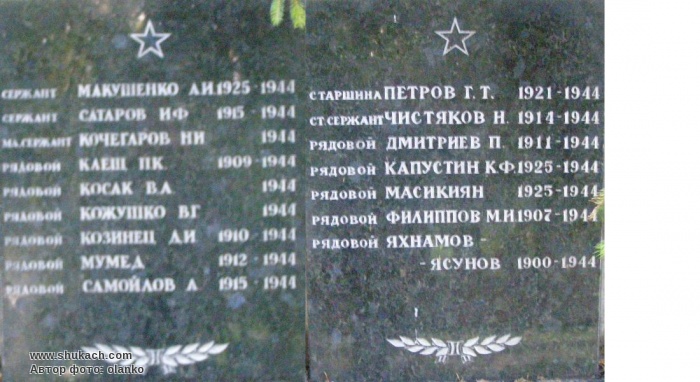 СЕРЖАНТ МАКУШЕНКО А.И. 1925-1944
СЕРЖАНТ САТАРОВ И.Ф. 1915-1944
МЛ.СЕРЖАНТ КОЧЕГАРОВ Н.И. 1944
РЯДОВОЙ КАЕЩ П.К. 1909-1944
РЯДОВОЙ КОСАК В.А. 1944
РЯДОВОЙ КОЖУШКО В.Г. 1944
РЯДОВОЙ КОЗИНЕЦ Д.И. 1910-1944
РЯДОВОЙ МУМЕД 1912-1944
РЯДОВОЙ САМОЙЛОВ А. 1915-1944
СТАРШИНА ПЕТРОВ Г.Т. 1921-1944
СТ.СЕРЖАНТ ЧИСТЯКОВ Н. 1914-1944
РЯДОВОЙ ДМИТРИЕВ П. 1911-1944
РЯДОВОЙ КАПУСТИН К.Ф. 1925-1944
РЯДОВОЙ МАСИКИЯН 1925-1944
РЯДОВОЙ ФИЛИППОВ М.И. 1907-1944
РЯДОВОЙ ЯХНАМОВ -
- ЯСУНОВ 1900-1944
www.shukach.com
Автор фото: olanko